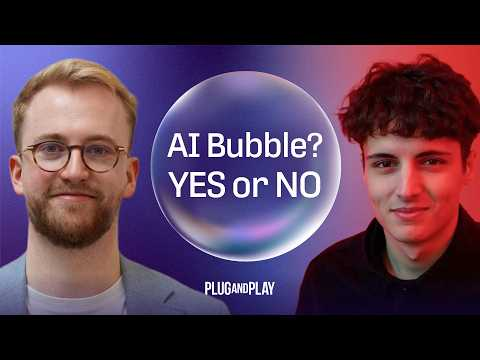 AI Bubble?
YES or NO
PLUGANDPLAY